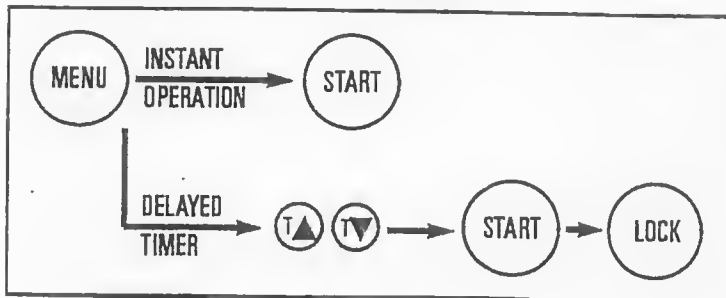 MENU
INSTANT
OPERATION
START
DELAYED
TIMER
T▲ T▼
START
LOCK